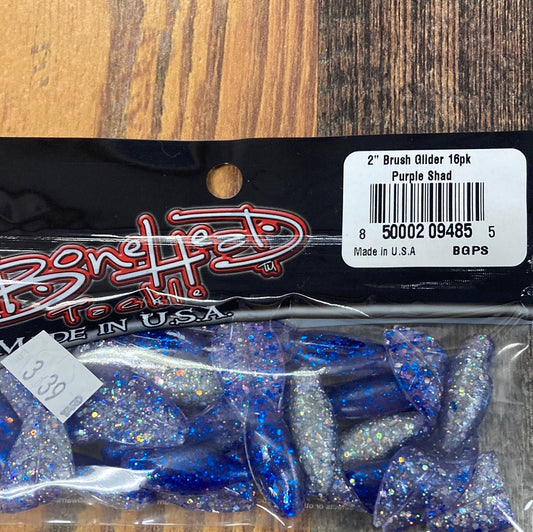 2" Brush Glider 16pk
Purple Shad
8 50002 09485 5
Made in U.S.A BGPS
BoneHead
Tackle
TM
MADE IN U.S.A.
3.39